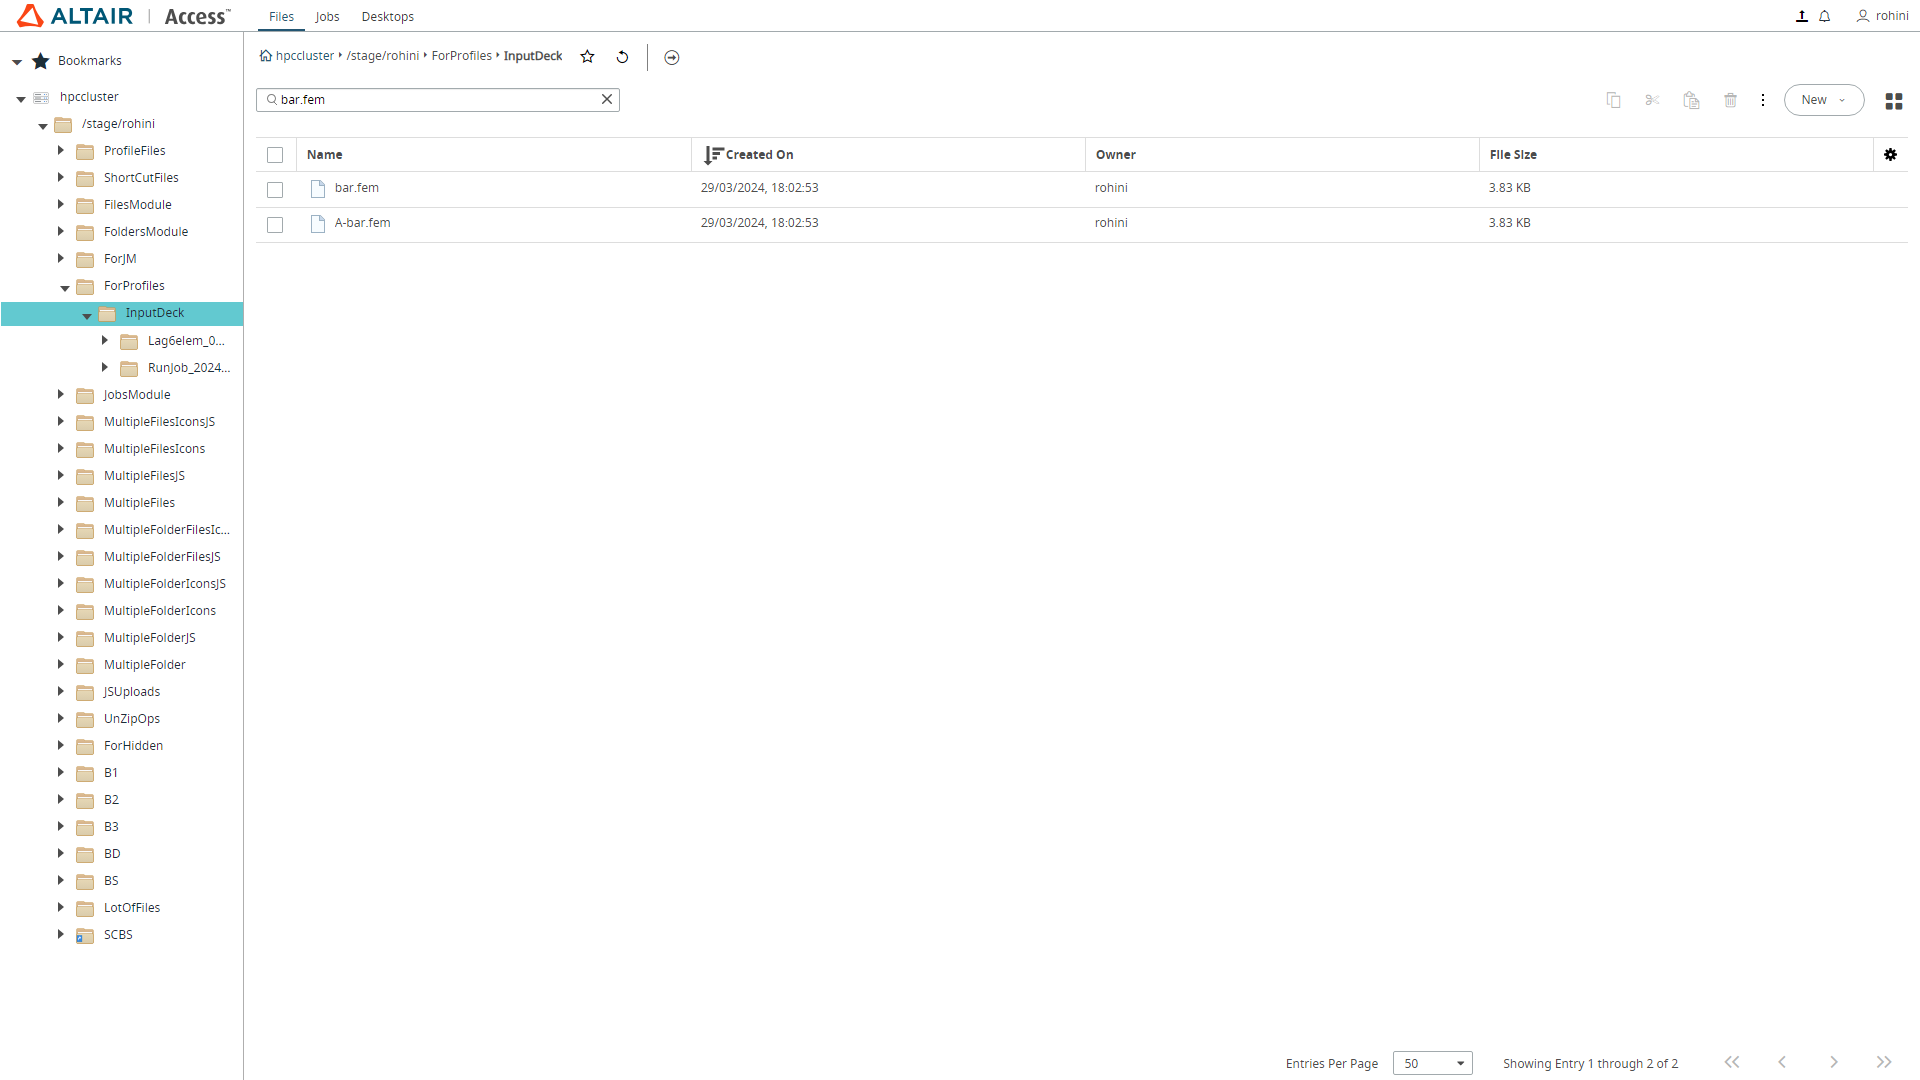 ALTAIR | Access™ Files Jobs Desktops rohini
Bookmarks
hpccluster
/stage/rohini
ProfileFiles
ShortCutFiles
FilesModule
FoldersModule
ForJM
ForProfiles
InputDeck
Lag6elem_0...
RunJob_2024...
JobsModule
MultipleFilesIconsJS
MultipleFilesIcons
MultipleFilesJS
MultipleFiles
MultipleFolderFilesIc...
MultipleFolderFilesJS
MultipleFolderIconsJS
MultipleFolderIcons
MultipleFolderJS
MultipleFolder
JSUploads
UnZipOps
ForHidden
B1
B2
B3
BD
BS
LotOfFiles
SCBS
hpccluster /stage/rohini ForProfiles InputDeck
bar.fem
New
Name Created On Owner File Size
bar.fem 29/03/2024, 18:02:53 rohini 3.83 KB
A-bar.fem 29/03/2024, 18:02:53 rohini 3.83 KB
Entries Per Page 50 Showing Entry 1 through 2 of 2